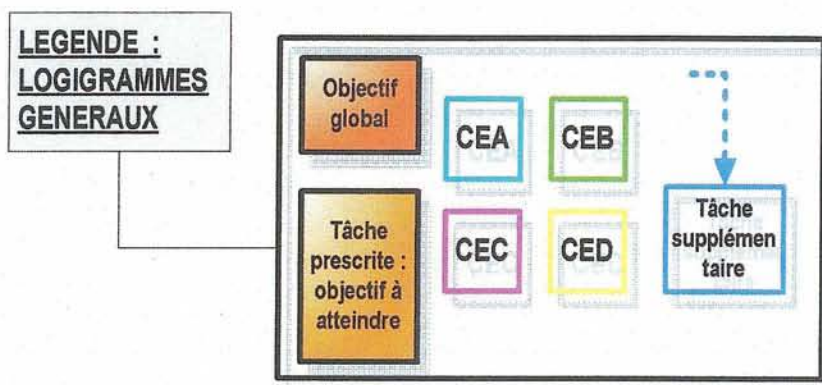 LEGENDE :
LOGIGRAMMES
GENERAUX
Objectif
global
CEA
CEB
Tâche
prescrite :
objectif à
atteindre
CEC
CED
Tâche
supplémen
taire